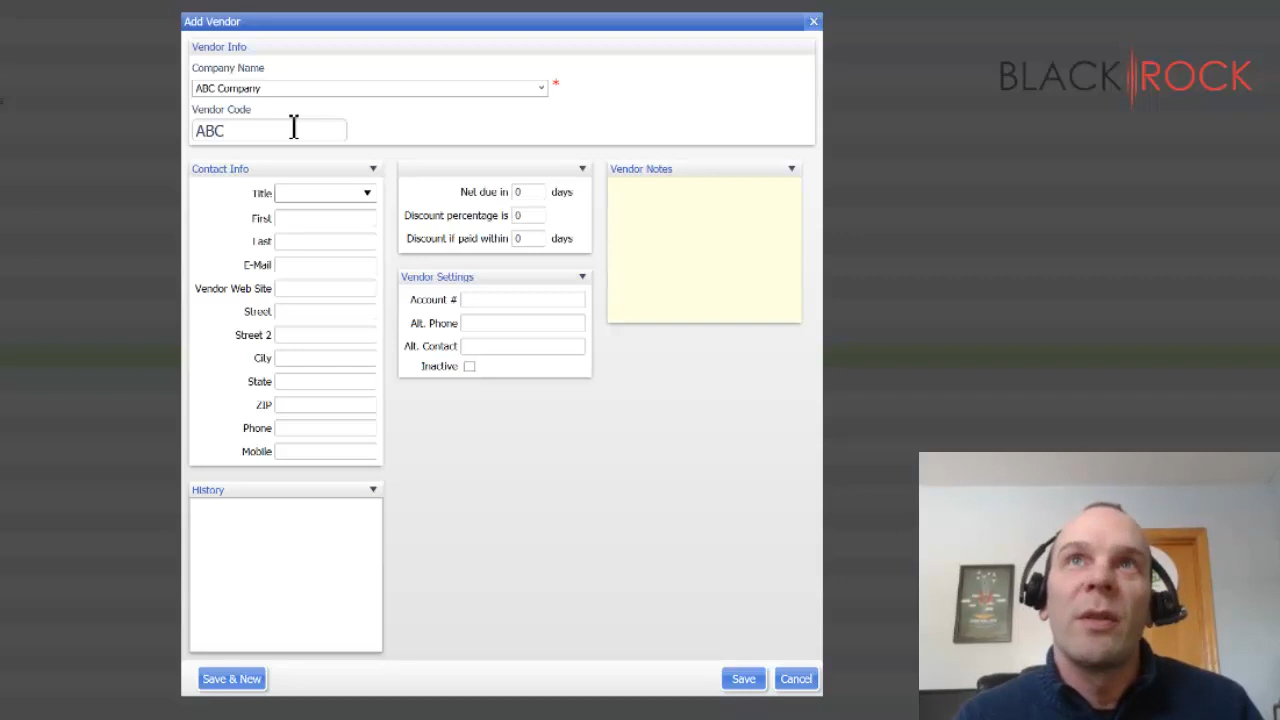 Add Vendor
BLACK ROCK
Vendor Info
Company Name
ABC Company
*
Vendor Code
ABC
Contact Info
Title
First
Last
E-Mail
Vendor Web Site
Street
Street 2
City
State
ZIP
Phone
Mobile
Net due in 0 days
Discount percentage is 0
Discount if paid within 0 days
Vendor Settings
Account #
Alt. Phone
Alt. Contact
Inactive
Vendor Notes
History
Save & New
Save
Cancel